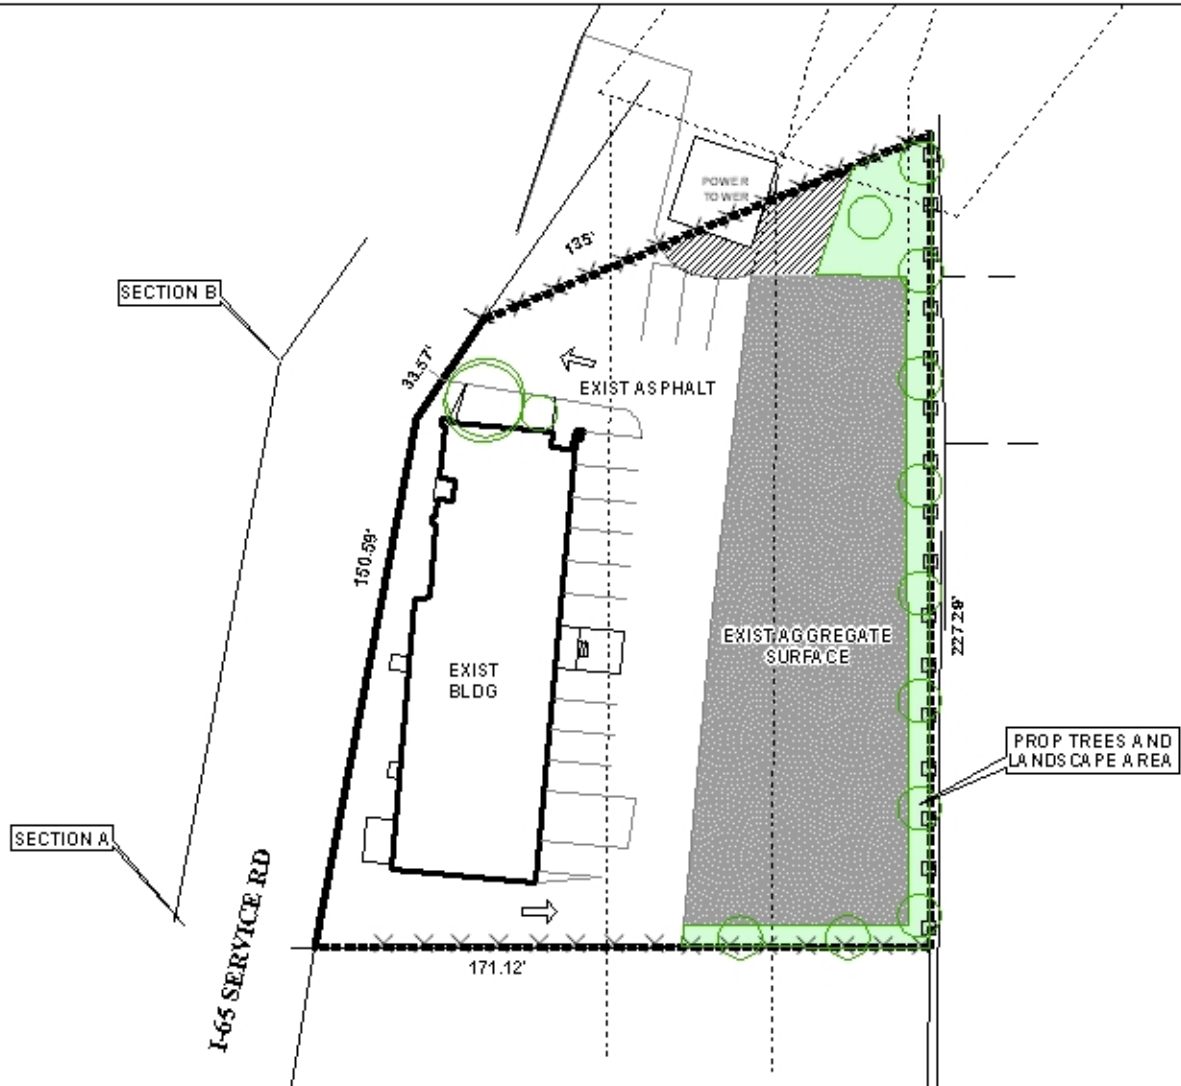 POWER
TOWER
135'
SECTION B
33.57'
EXIST ASPHALT
150.59'
227.29'
EXIST AGGREGATE
SURFACE
EXIST
BLDG
PROP TREES AND
LANDSCAPE AREA
SECTION A
I-65 SERVICE RD
171.12'